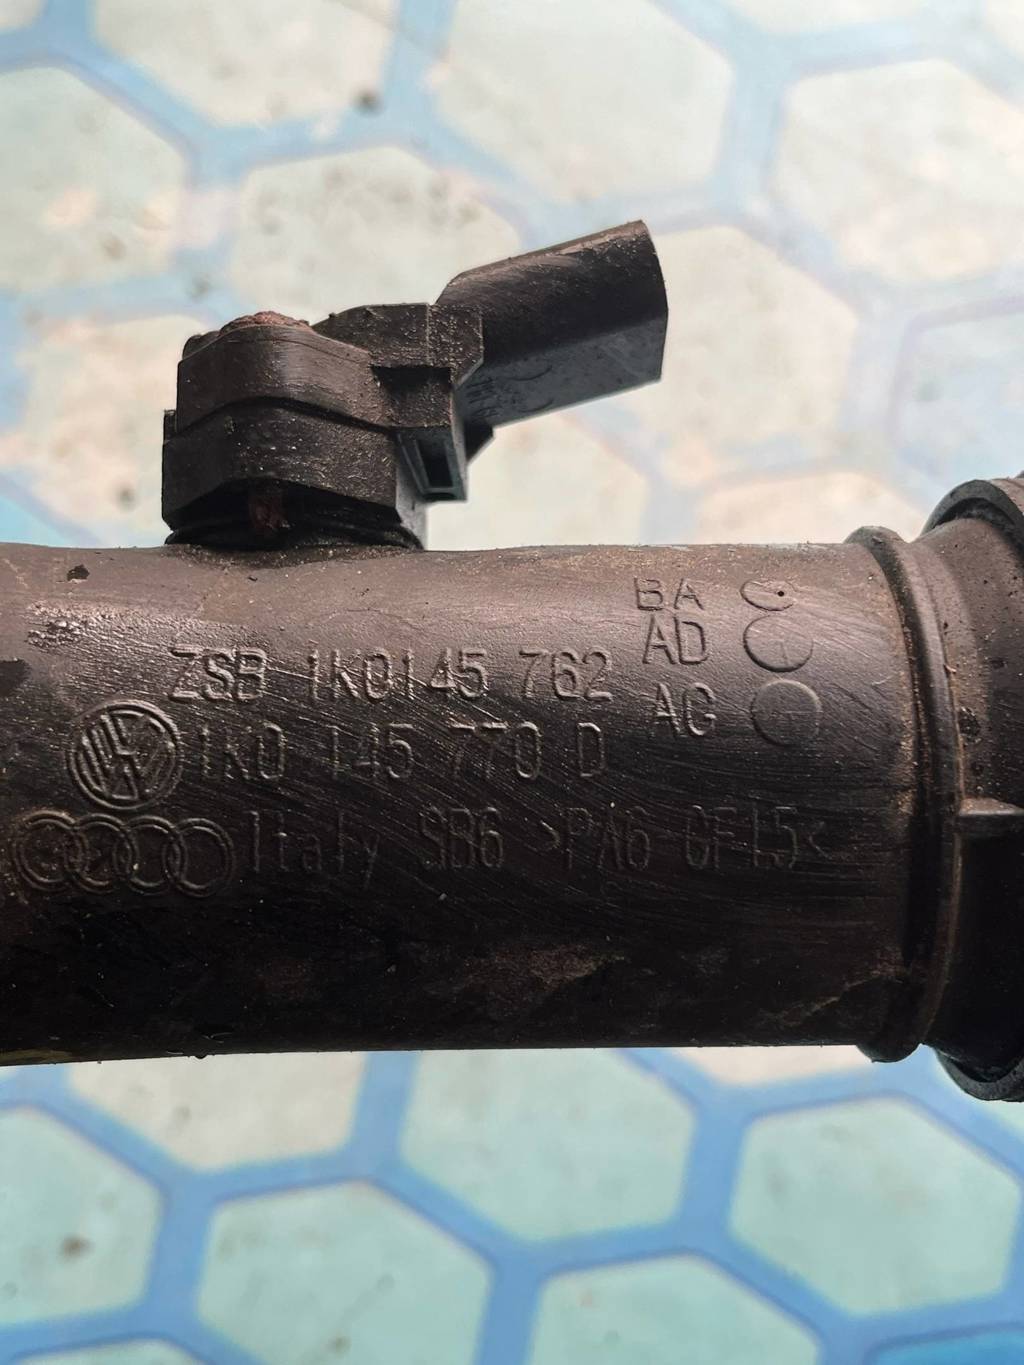 BA
AD
AG
ZSB 1K0145 762
1K0 145 770 D
Italy SB6 >PA6 GF15<